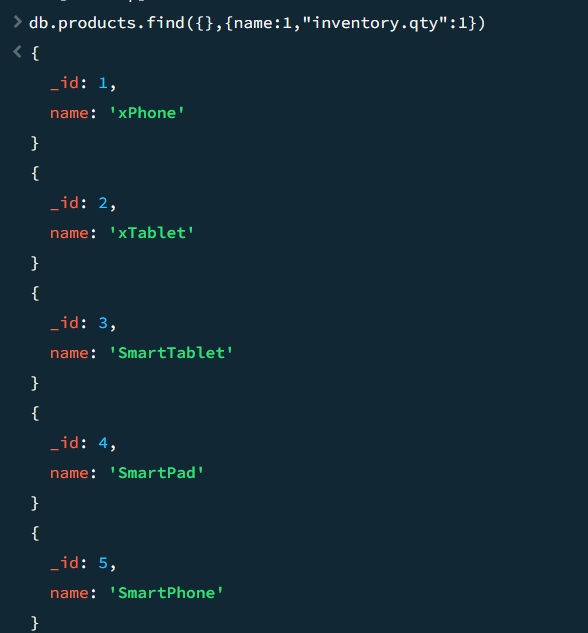 > db.products.find({},{name:1,"inventory.qty":1})
< {
_id: 1,
name: 'xPhone'
}
{
_id: 2,
name: 'xTablet'
}
{
_id: 3,
name: 'SmartTablet'
}
{
_id: 4,
name: 'SmartPad'
}
{
_id: 5,
name: 'SmartPhone'
}